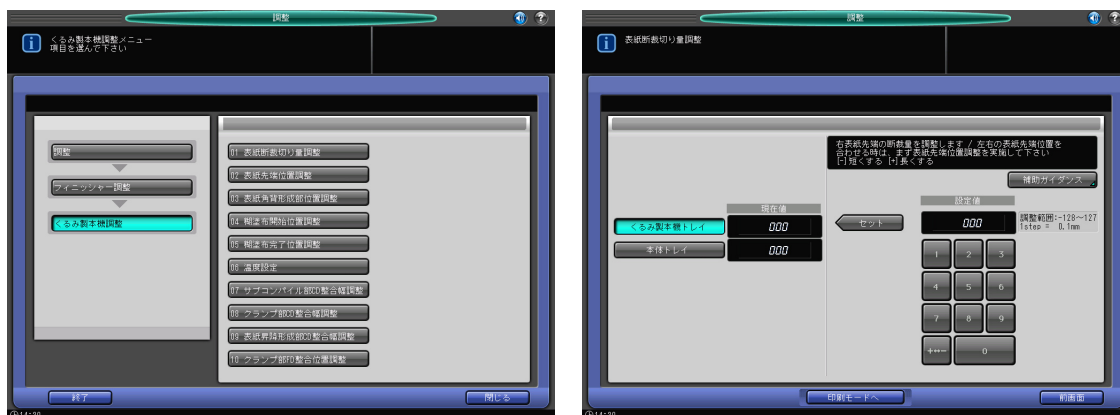 調整
くるみ製本機調整メニュー
項目を選んで下さい
調整
フィニッシャー調整
くるみ製本機調整
01 表紙断裁切り量調整
02 表紙先端位置調整
03 表紙角背形成部位置調整
04 糊塗布開始位置調整
05 糊塗布完了位置調整
06 温度設定
07 サブコンパイル部CD整合幅調整
08 クランプ部CD整合幅調整
09 表紙昇降形成部CD整合幅調整
10 クランプ部FD整合位置調整
終了
閉じる
調整
表紙断裁切り量調整
右表紙先端の断裁量を調整します / 左右の表紙先端位置を
合わせる時は、まず表紙先端位置調整を実施して下さい
[-]短くする [+]長くする
補助ガイダンス
現在値
設定値
くるみ製本機トレイ
000
セット
000
調整範囲:-128～127
1step = 0.1mm
本体トレイ
000
1 2 3
4 5 6
7 8 9
+↔- 0
印刷モードへ
前画面